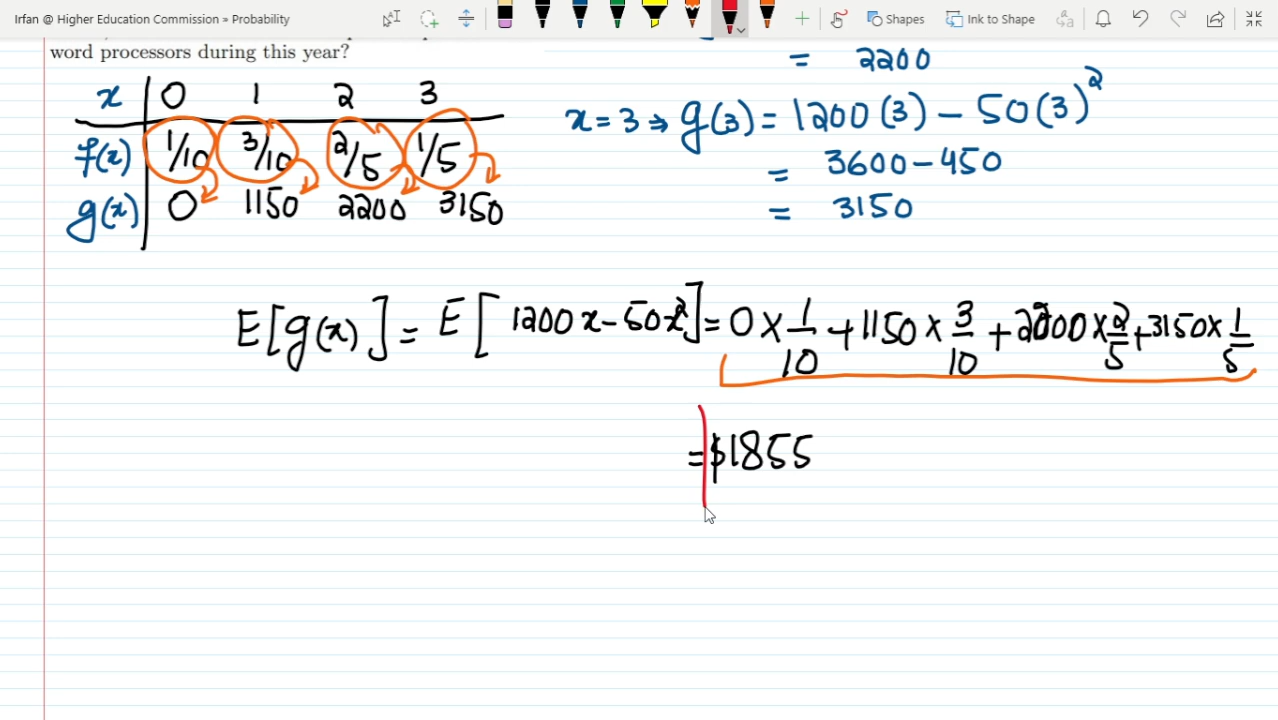 Irfan @ Higher Education Commission » Probability
Shapes
Ink to Shape
word processors during this year?
x 0 1 2 3
f(x) 1/10 3/10 2/5 1/5
g(x) 0 1150 2200 3150
= 2200
x = 3 ⇒ g(3) = 1200(3) − 50(3)²
= 3600 − 450
= 3150
E[g(x)] = E[1200x − 50x²] = 0 × 1/10 + 1150 × 3/10 + 2200 × 2/5 + 3150 × 1/5
= $1855